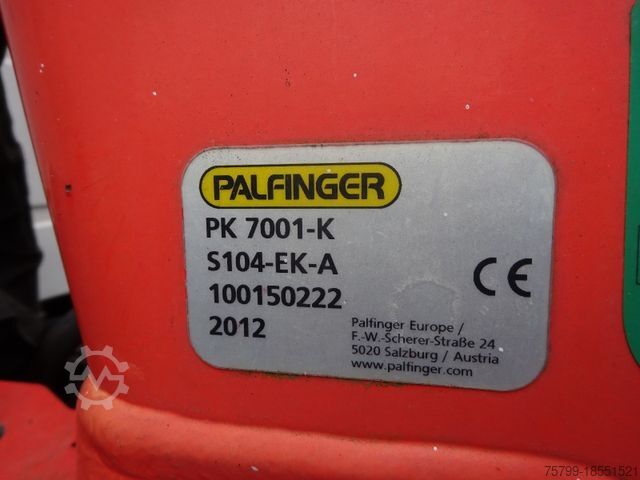 PALFINGER
PK 7001-K
S104-EK-A
100150222
2012
CE
Palfinger Europe /
F.-W.-Scherer-Straße 24
5020 Salzburg / Austria
www.palfinger.com
75799-18551521